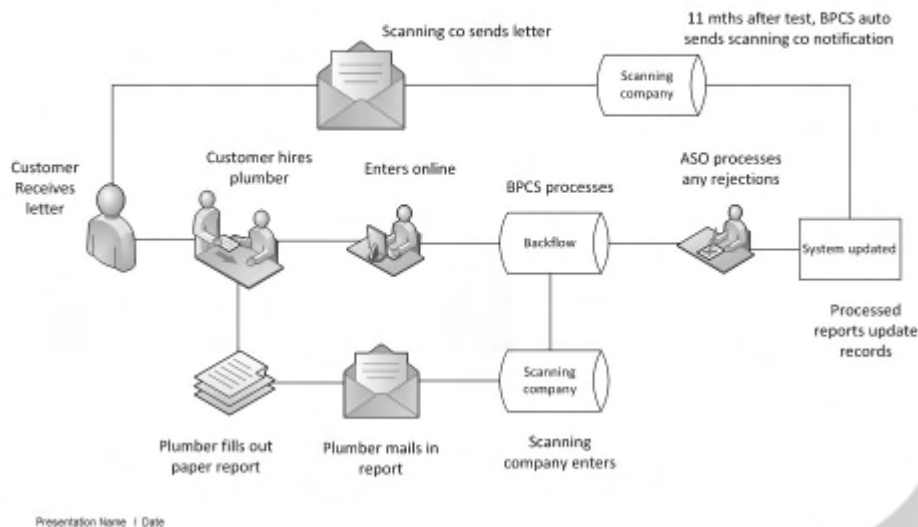 Scanning co sends letter
11 mths after test, BPCS auto
sends scanning co notification
Scanning
company
Customer
Receives
letter
Customer hires
plumber
Enters online
BPCS processes
ASO processes
any rejections
Backflow
System updated
Processed
reports update
records
Scanning
company
Plumber fills out
paper report
Plumber mails in
report
Scanning
company enters
Presentation Name | Date